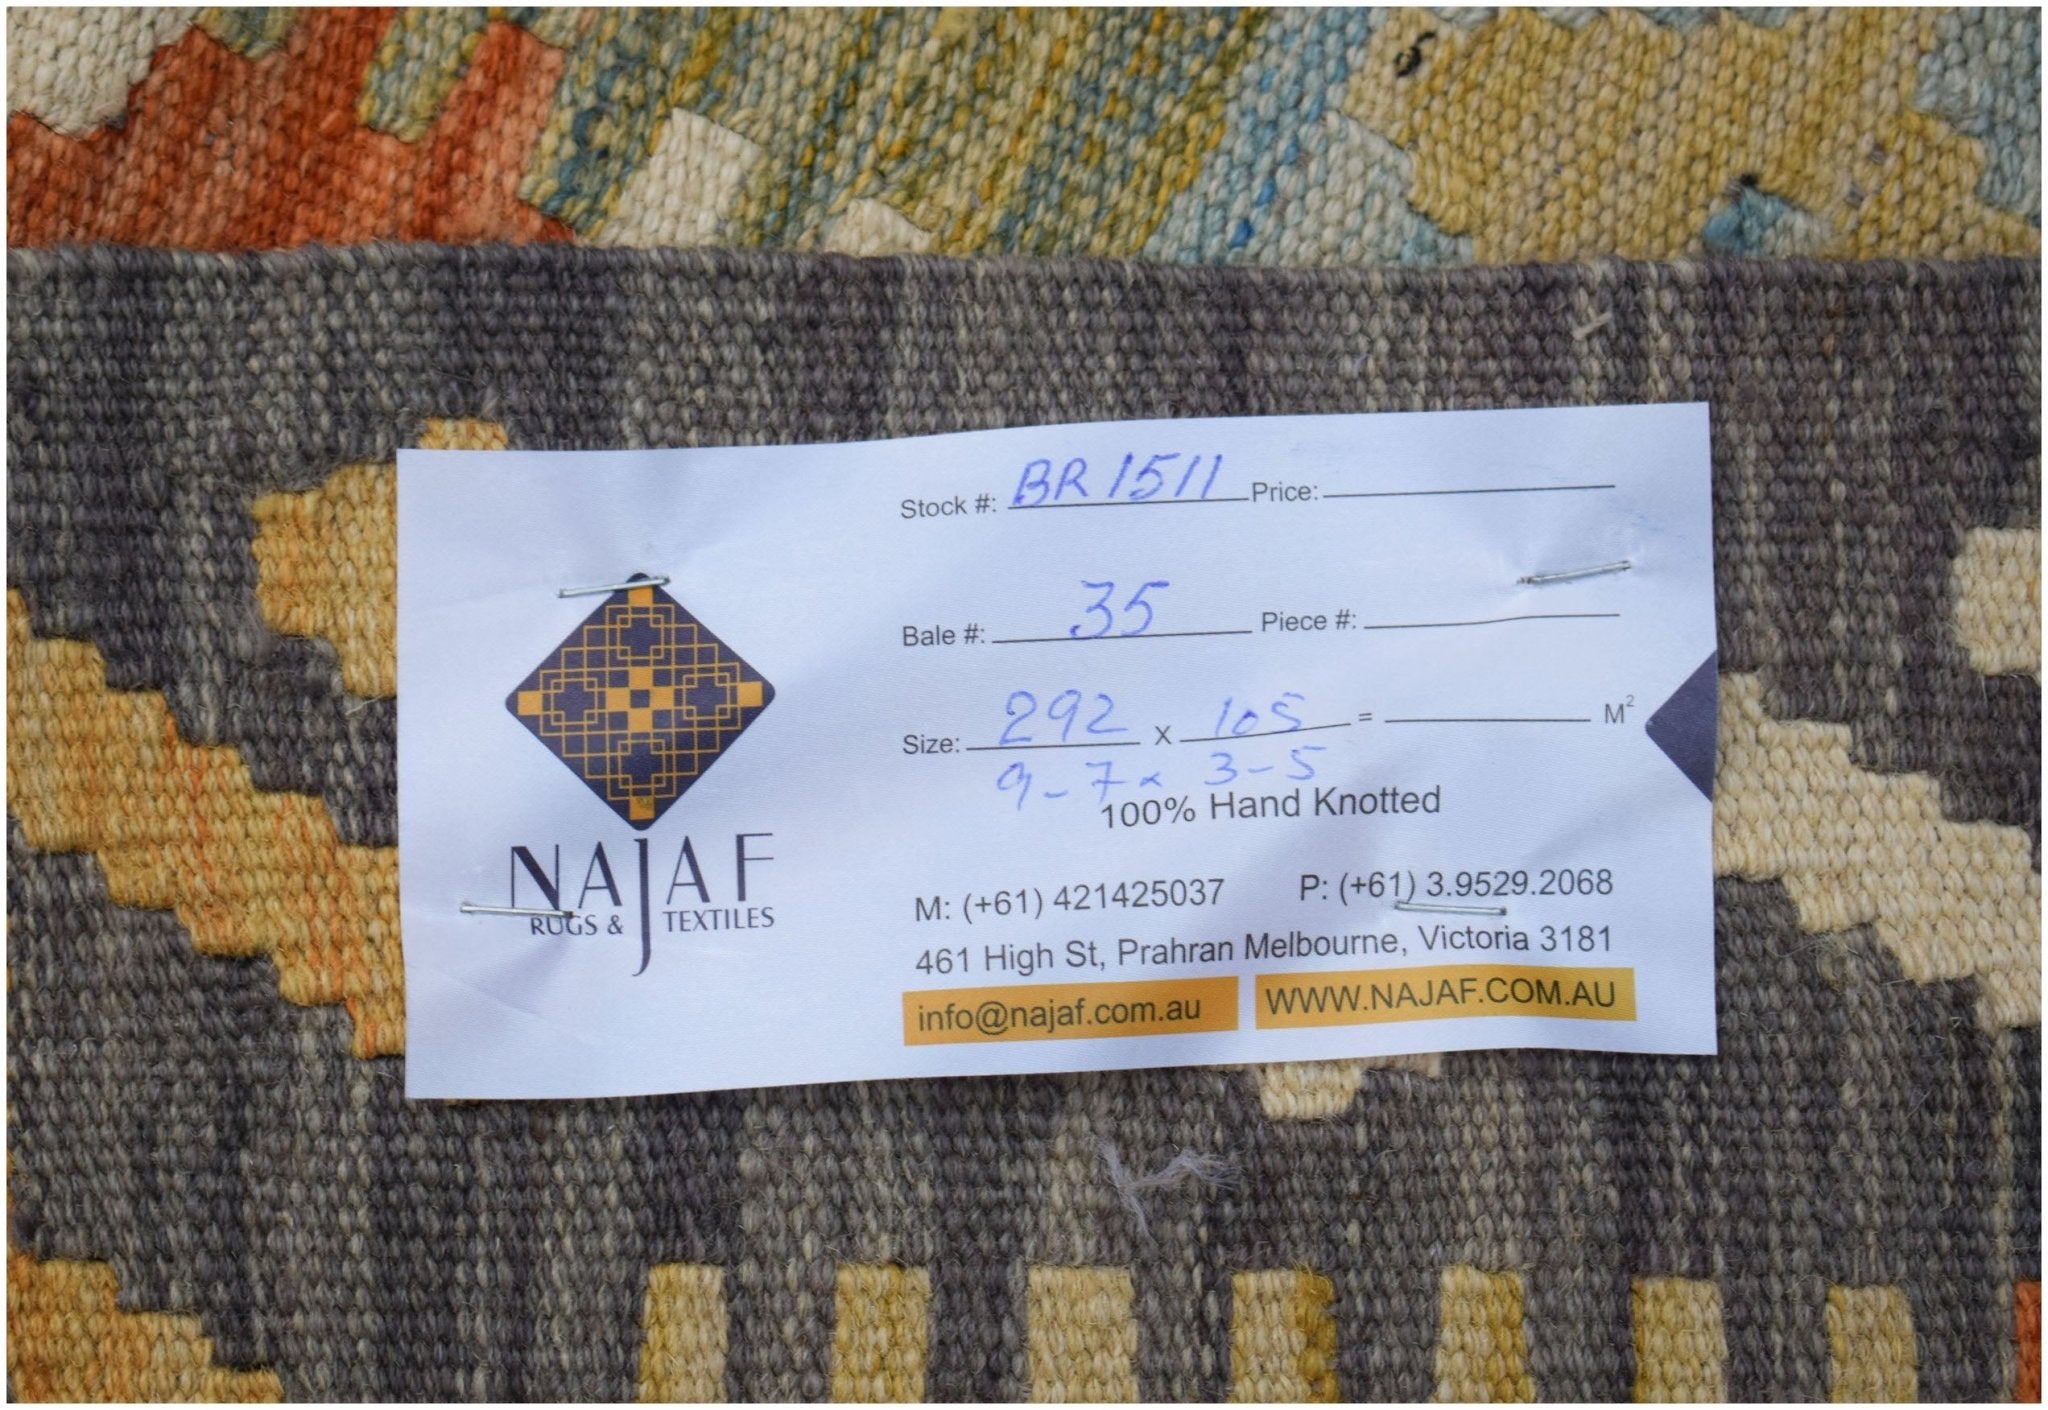 Stock #: BR 1511 Price:
Bale #: 35 Piece #:
Size: 292 x 105 = M²
9-7 x 3-5
100% Hand Knotted
NAJAF
RUGS & TEXTILES
M: (+61) 421425037 P: (+61) 3.9529.2068
461 High St, Prahran Melbourne, Victoria 3181
info@najaf.com.au WWW.NAJAF.COM.AU